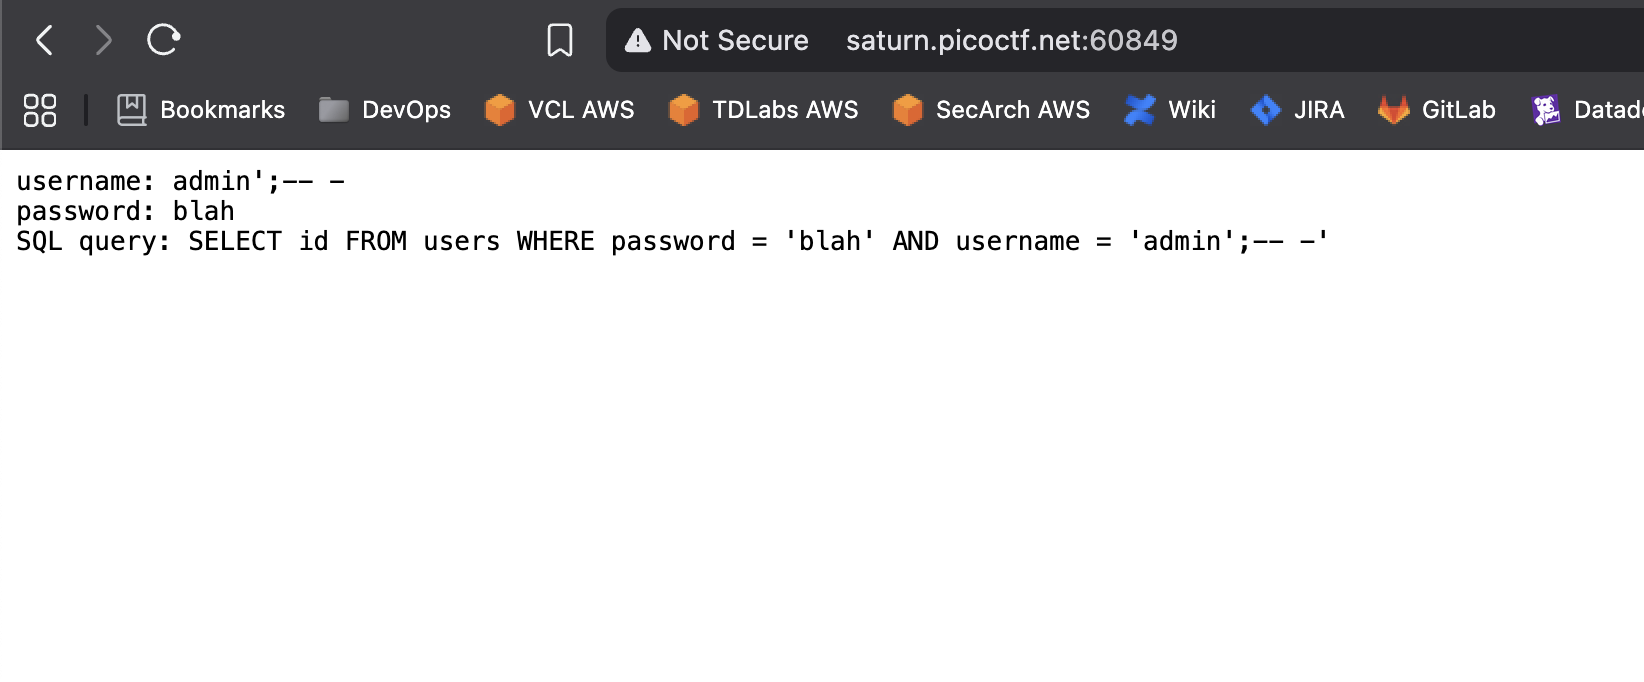 Not Secure saturn.picoctf.net:60849
Bookmarks DevOps VCL AWS TDLabs AWS SecArch AWS Wiki JIRA GitLab Datad
username: admin';-- -
password: blah
SQL query: SELECT id FROM users WHERE password = 'blah' AND username = 'admin';-- -'